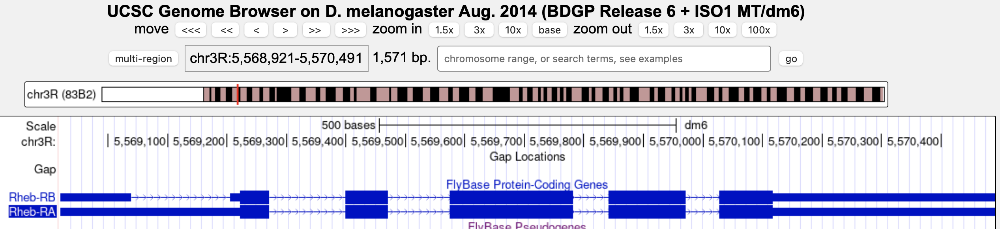 UCSC Genome Browser on D. melanogaster Aug. 2014 (BDGP Release 6 + ISO1 MT/dm6)
move <<< << < > >> >>> zoom in 1.5x 3x 10x base zoom out 1.5x 3x 10x 100x
multi-region chr3R:5,568,921-5,570,491 1,571 bp. chromosome range, or search terms, see examples go
chr3R (83B2)
Scale 500 bases dm6
chr3R: 5,569,100 5,569,200 5,569,300 5,569,400 5,569,500 5,569,600 5,569,700 5,569,800 5,569,900 5,570,000 5,570,100 5,570,200 5,570,300 5,570,400
Gap Locations
Gap
FlyBase Protein-Coding Genes
Rheb-RB
Rheb-RA
FlyBase Pseudogenes